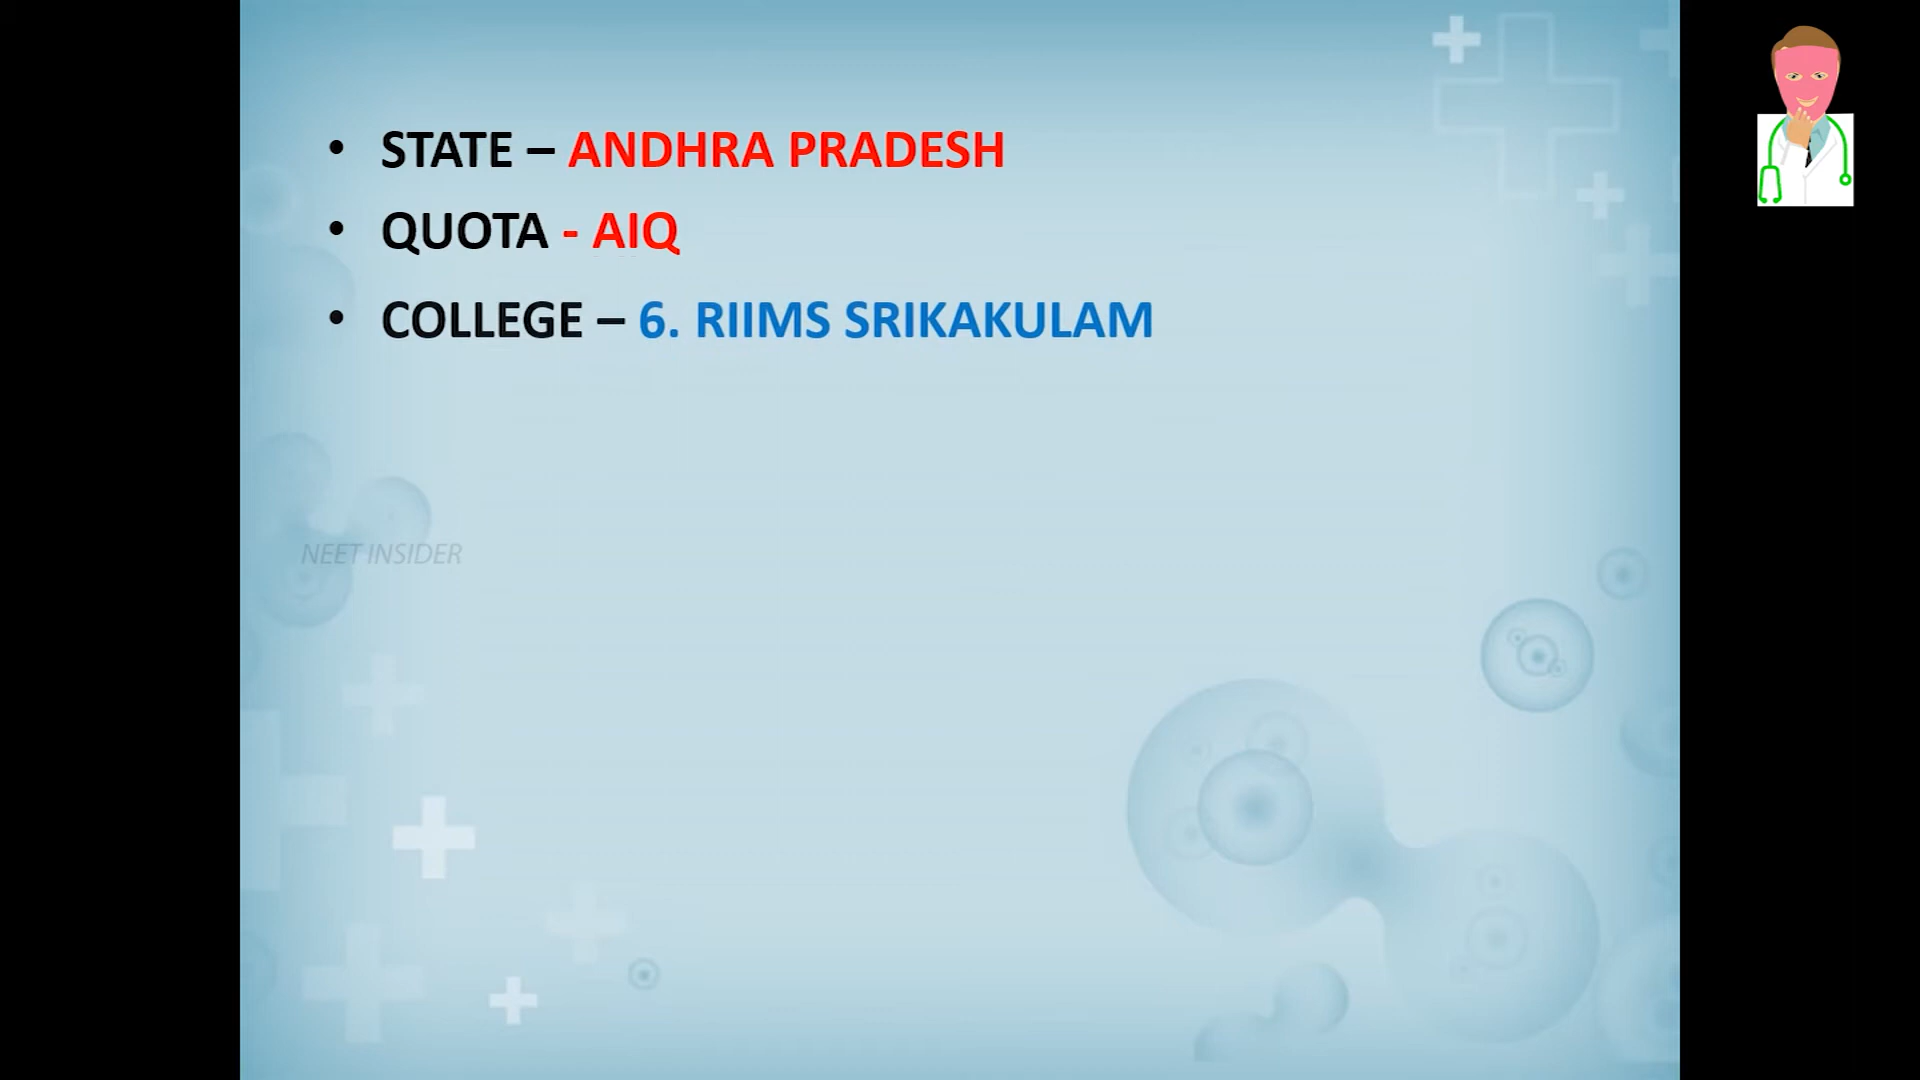 • STATE – ANDHRA PRADESH
• QUOTA - AIQ
• COLLEGE – 6. RIIMS SRIKAKULAM
NEET INSIDER